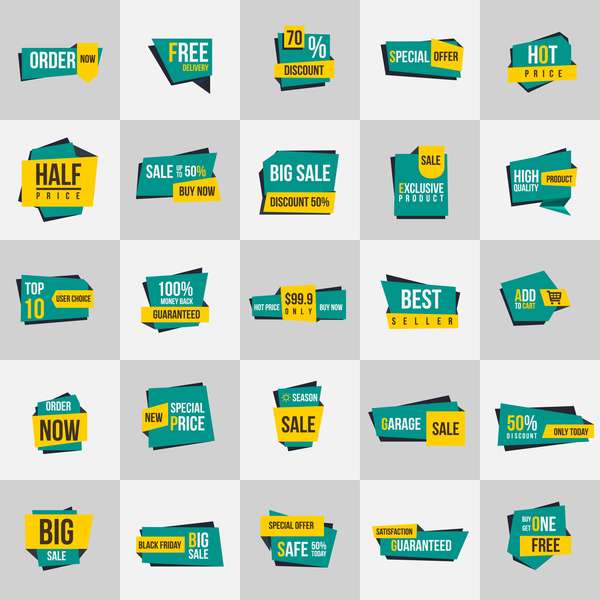 ORDER NOW
FREE
DELIVERY
70 %
DISCOUNT
SPECIAL OFFER
HOT
PRICE
HALF
PRICE
SALE UP TO 50%
BUY NOW
BIG SALE
DISCOUNT 50%
SALE
EXCLUSIVE
PRODUCT
HIGH
QUALITY
PRODUCT
TOP
10
USER CHOICE
100%
MONEY BACK
GUARANTEED
HOT PRICE
$99.9
ONLY
BUY NOW
BEST
SELLER
ADD
TO CART
ORDER
NOW
NEW
SPECIAL
PRICE
SEASON
SALE
GARAGE SALE
50%
DISCOUNT
ONLY TODAY
BIG
SALE
BLACK FRIDAY
BIG
SALE
SPECIAL OFFER
SAFE 50%
TODAY
SATISFACTION
GUARANTEED
BUY
GET
ONE
FREE